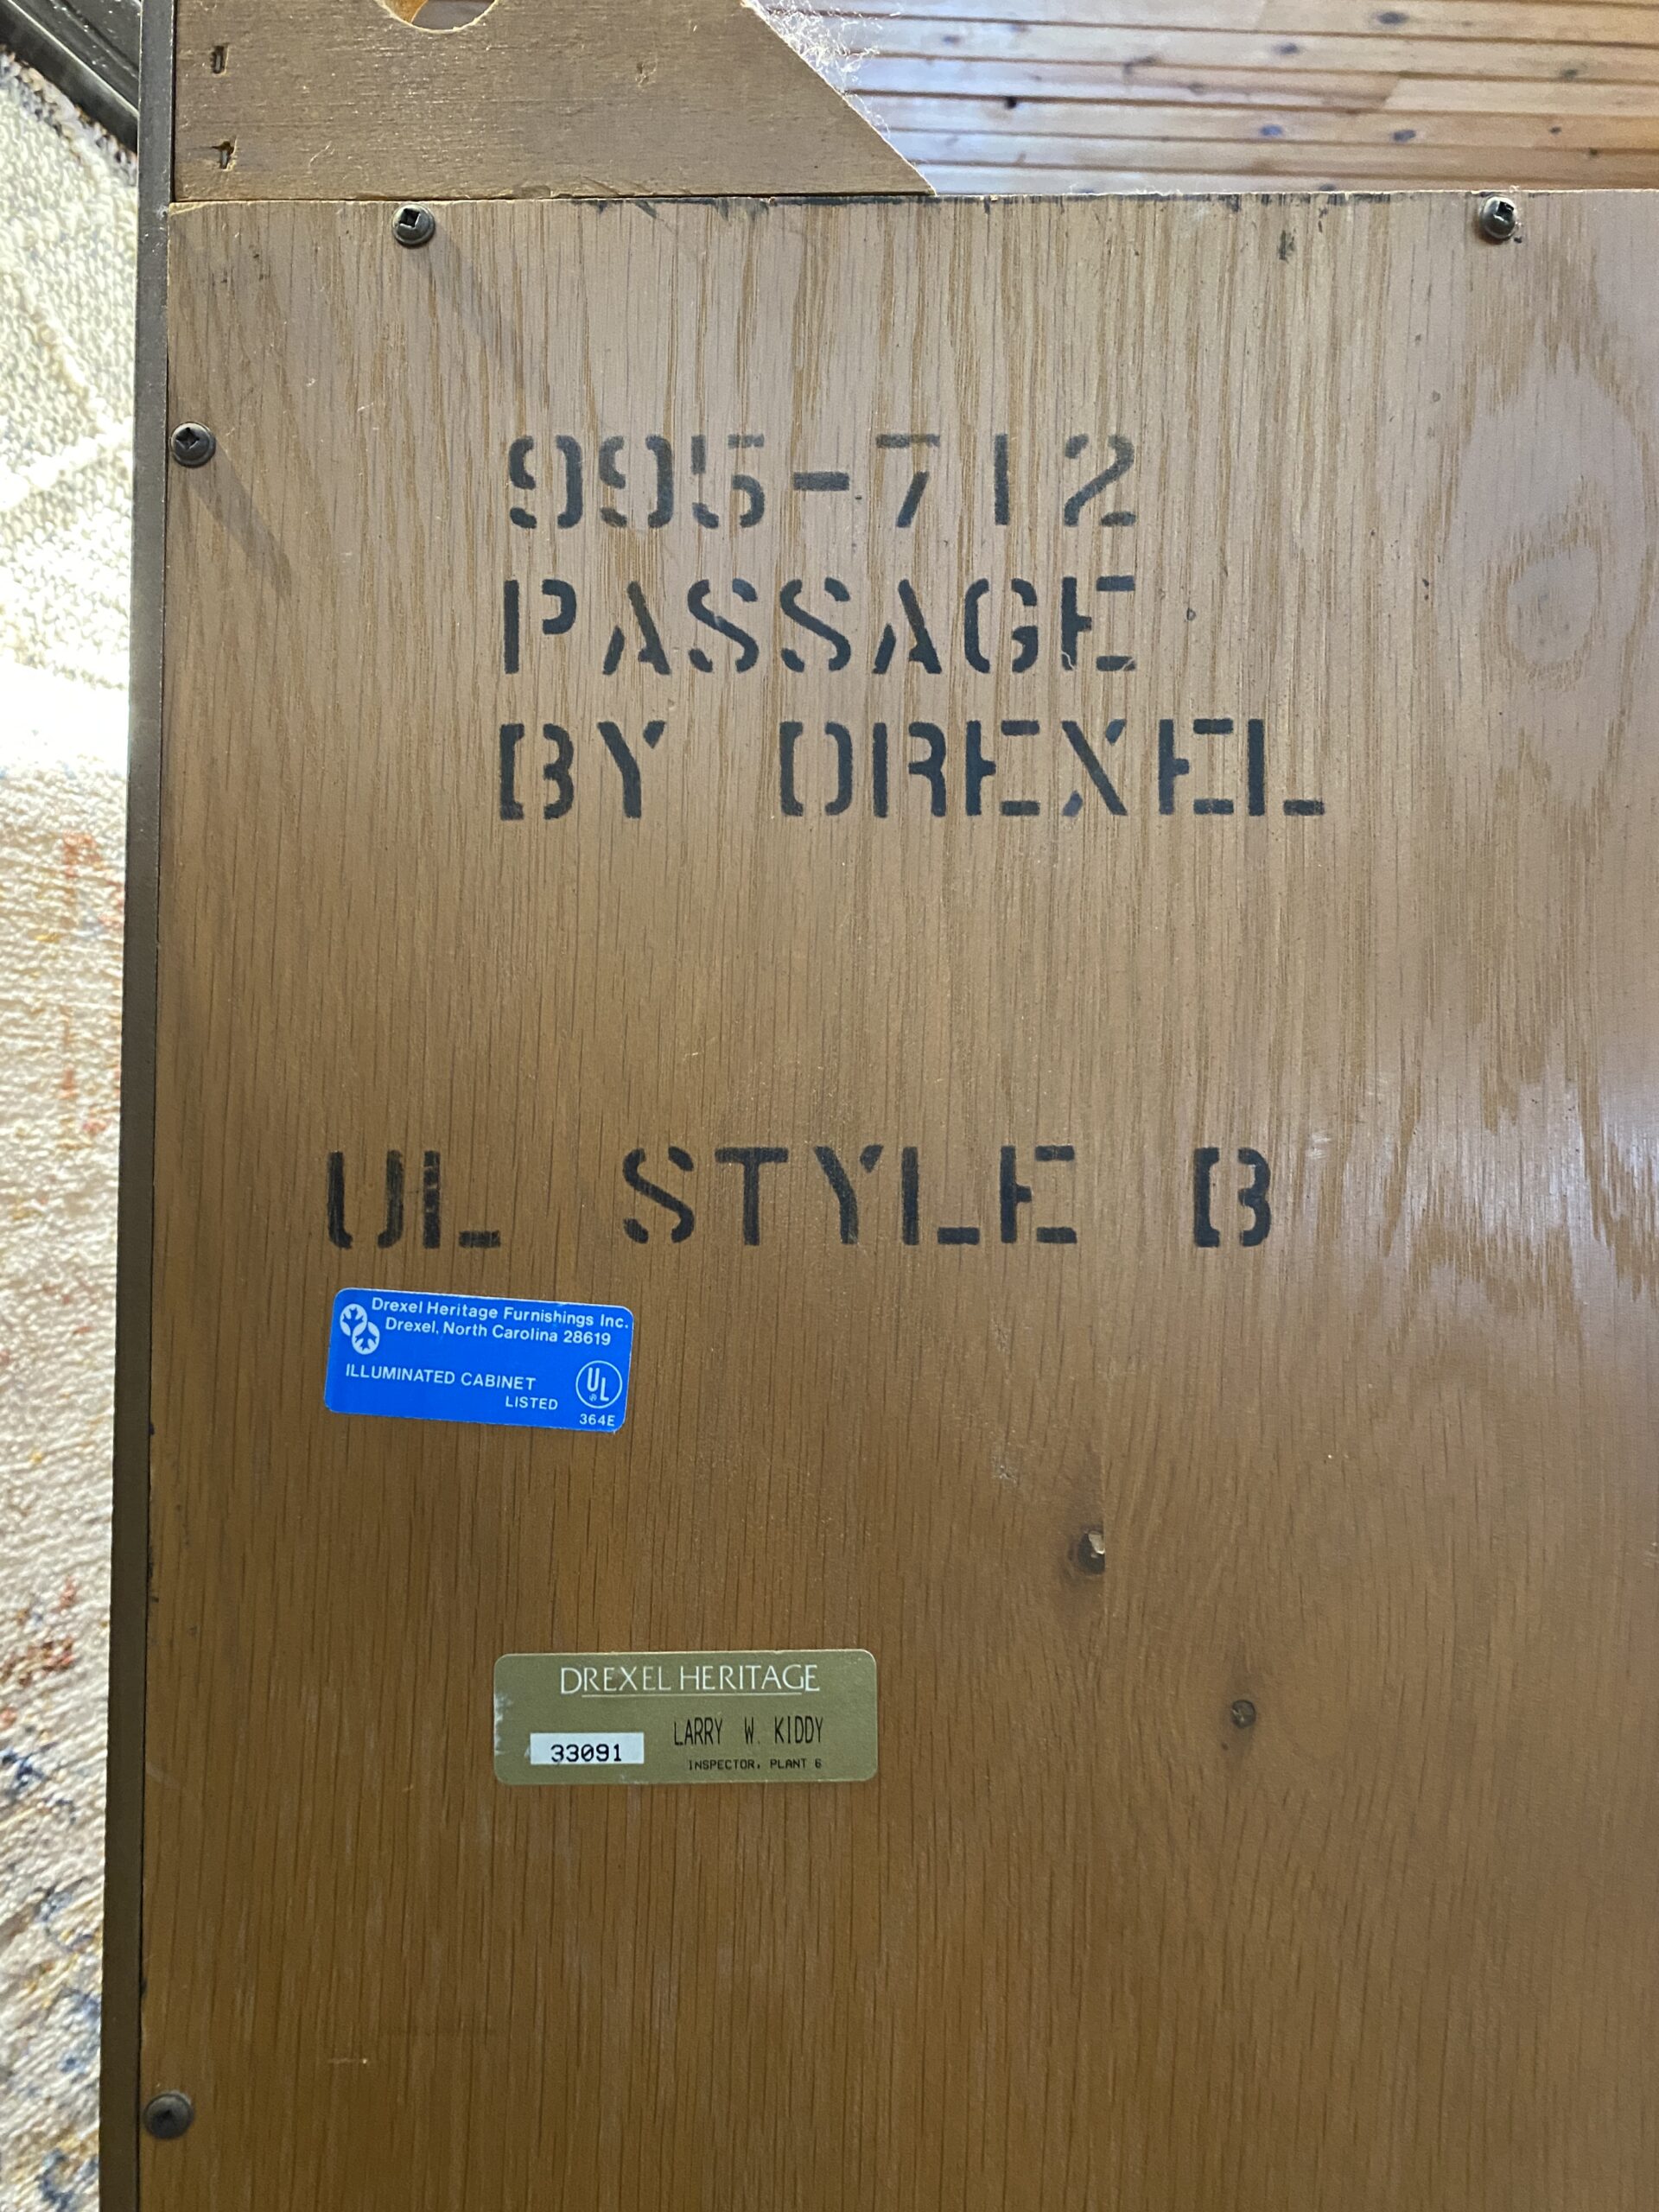 995-712
PASSAGE
BY DREXEL
UL STYLE B
Drexel Heritage Furnishings Inc.
Drexel, North Carolina 28619
ILLUMINATED CABINET
LISTED
UL
364E
DREXEL HERITAGE
33091
LARRY W. KIDDY
INSPECTOR, PLANT 6